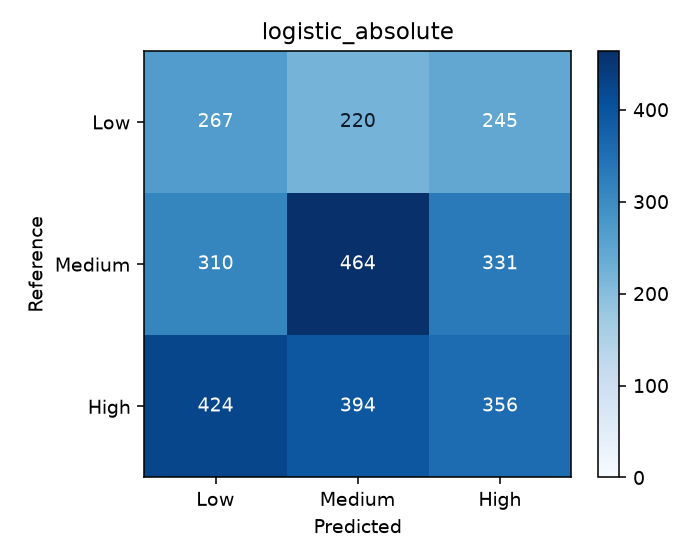 logistic_absolute
Reference
Low
267 220 245
Medium
310 464 331
High
424 394 356
Low Medium High
Predicted
400
300
200
100
0